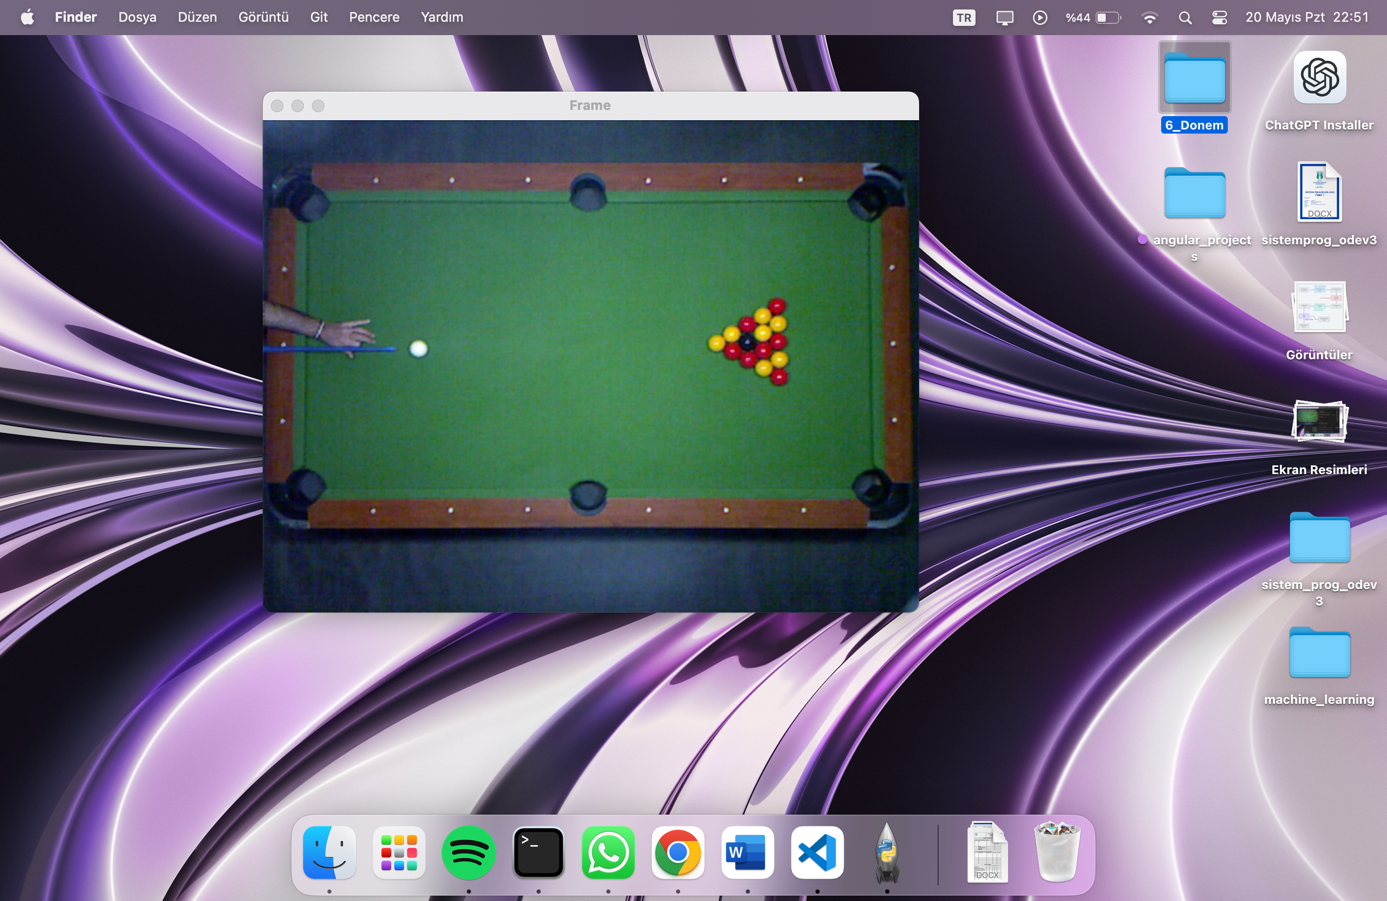 Finder Dosya Düzen Görüntü Git Pencere Yardım TR %44 20 Mayıs Pzt 22:51
Frame
6_Donem
ChatGPT Installer
angular_project
s
DOCX
sistemprog_odev3
Görüntüler
Ekran Resimleri
sistem_prog_odev
3
machine_learning
>_
W
DOCX